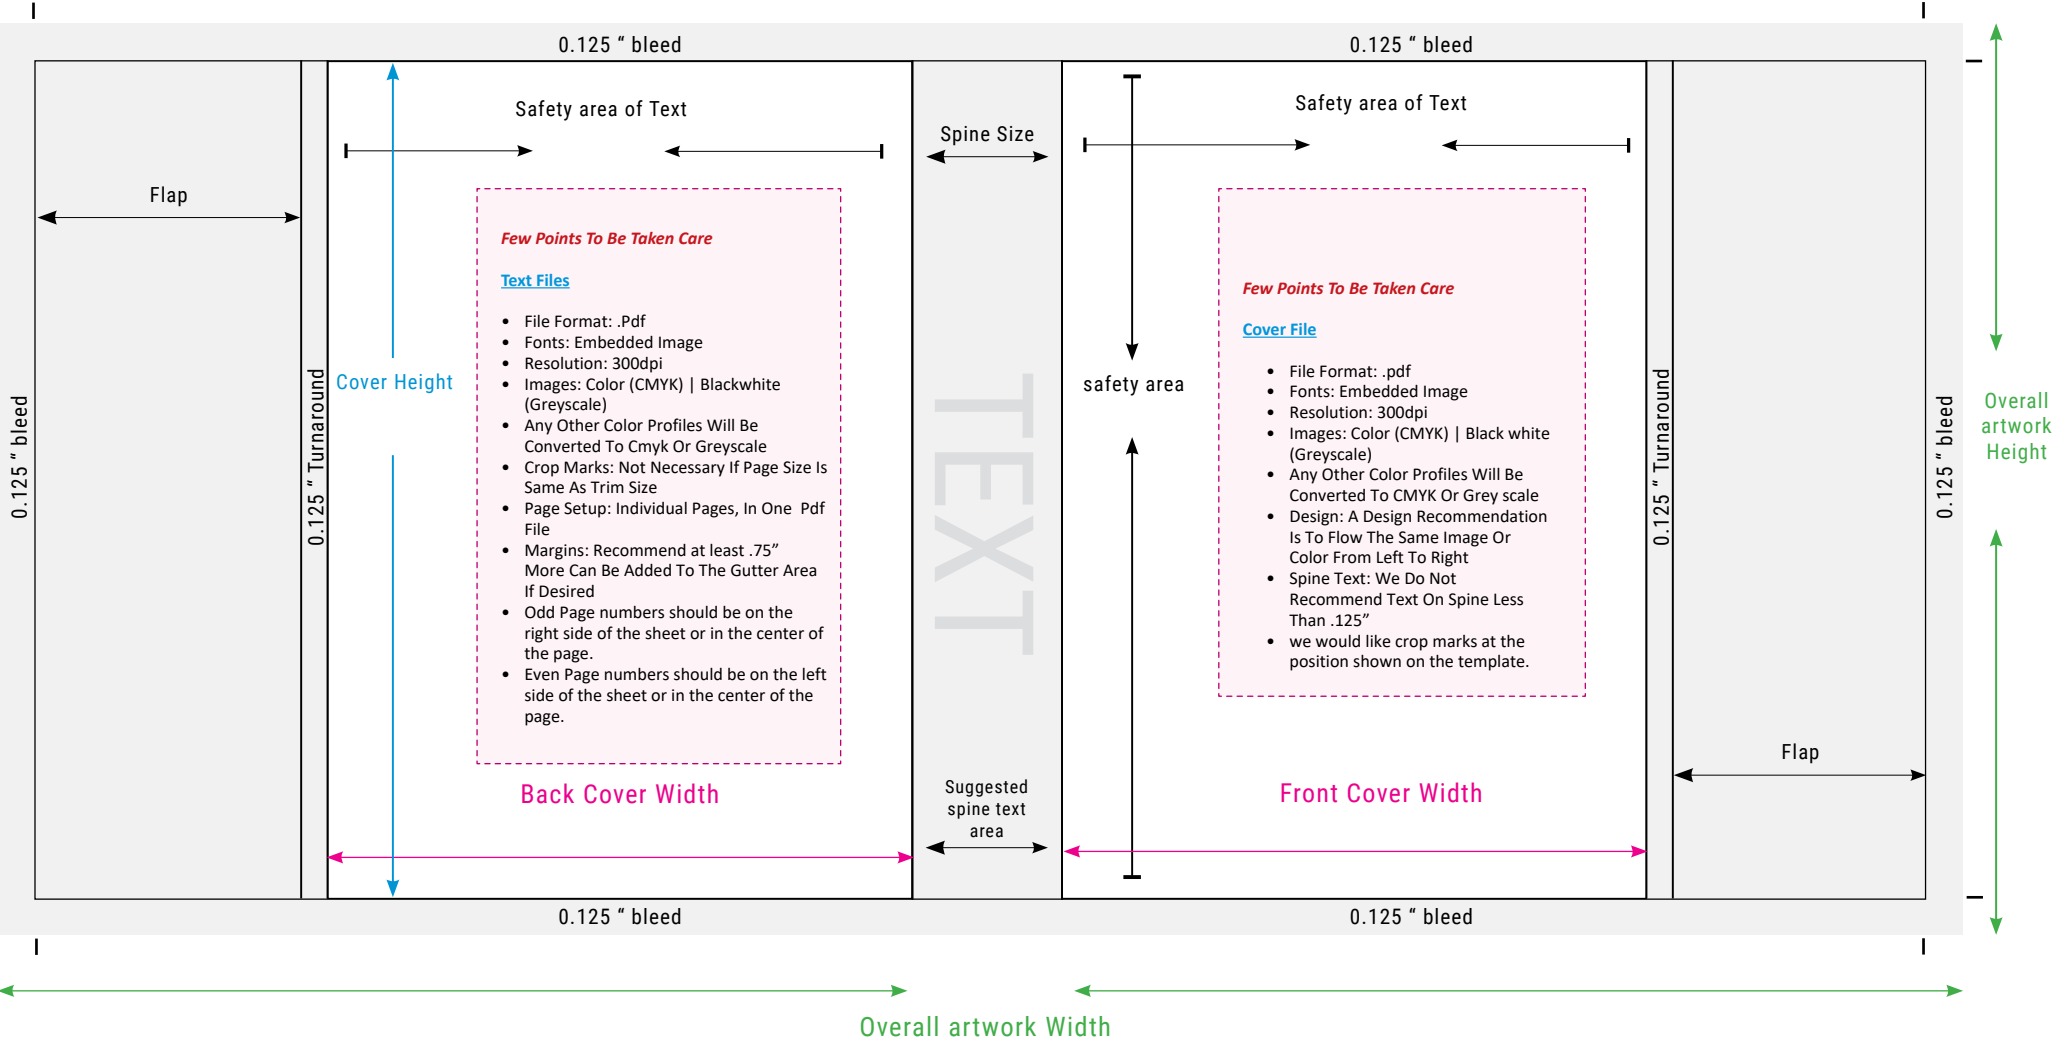 0.125 “ bleed
0.125 “ bleed
Safety area of Text
Safety area of Text
Spine Size
Flap
Few Points To Be Taken Care
Text Files
• File Format: .Pdf
• Fonts: Embedded Image
• Resolution: 300dpi
• Images: Color (CMYK) | Blackwhite
(Greyscale)
• Any Other Color Profiles Will Be
Converted To Cmyk Or Greyscale
• Crop Marks: Not Necessary If Page Size Is
Same As Trim Size
• Page Setup: Individual Pages, In One Pdf
File
• Margins: Recommend at least .75”
More Can Be Added To The Gutter Area
If Desired
• Odd Page numbers should be on the
right side of the sheet or in the center of
the page.
• Even Page numbers should be on the left
side of the sheet or in the center of the
page.
Few Points To Be Taken Care
Cover File
• File Format: .pdf
• Fonts: Embedded Image
• Resolution: 300dpi
• Images: Color (CMYK) | Black white
(Greyscale)
• Any Other Color Profiles Will Be
Converted To CMYK Or Grey scale
• Design: A Design Recommendation
Is To Flow The Same Image Or
Color From Left To Right
• Spine Text: We Do Not
Recommend Text On Spine Less
Than .125”
• we would like crop marks at the
position shown on the template.
0.125 “ bleed
0.125 “ Turnaround
Cover Height
TEXT
safety area
0.125 “ Turnaround
0.125 “ bleed
Overall
artwork
Height
Flap
Back Cover Width
Suggested
spine text
area
Front Cover Width
0.125 “ bleed
0.125 “ bleed
Overall artwork Width